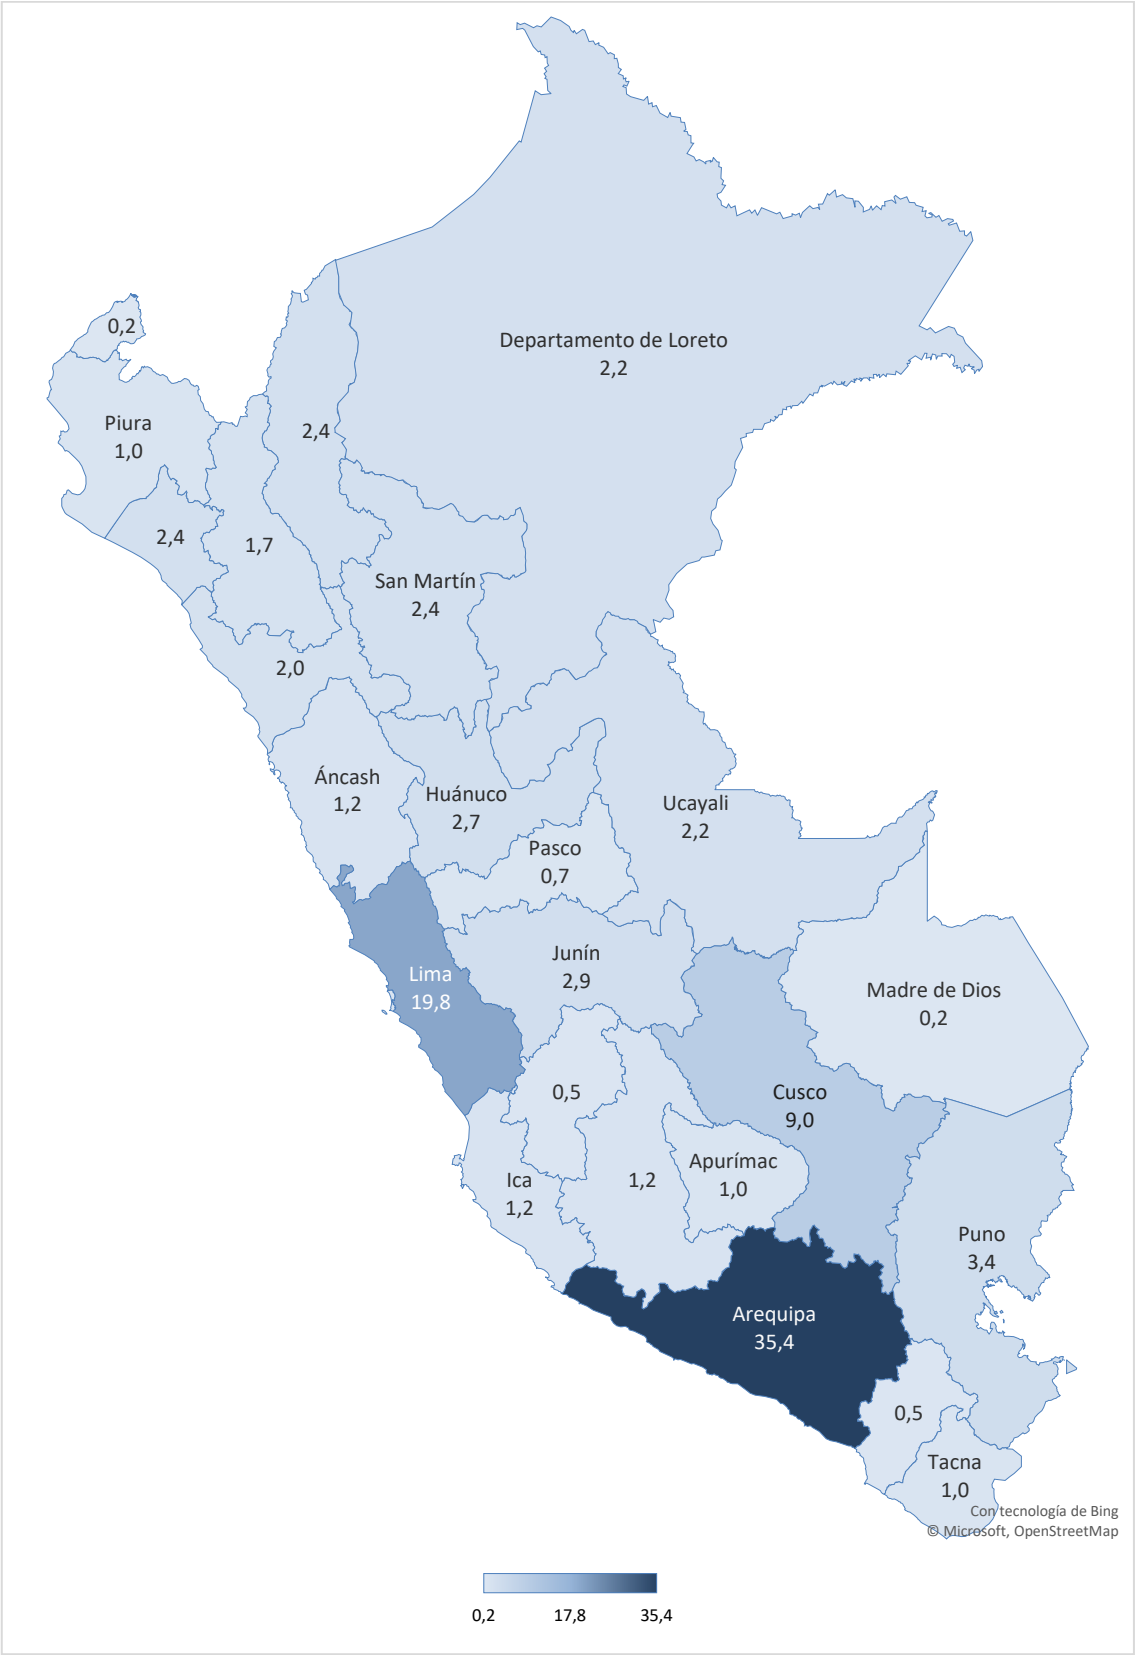 0,2
Departamento de Loreto
2,2
Piura
1,0
2,4
2,4
1,7
San Martín
2,4
2,0
Áncash
1,2
Huánuco
2,7
Ucayali
2,2
Pasco
0,7
Junín
2,9
Lima
19,8
Madre de Dios
0,2
0,5
Cusco
9,0
Ica
1,2
1,2
Apurímac
1,0
Puno
3,4
Arequipa
35,4
0,5
Tacna
1,0
Con tecnología de Bing
© Microsoft, OpenStreetMap
0,2 17,8 35,4